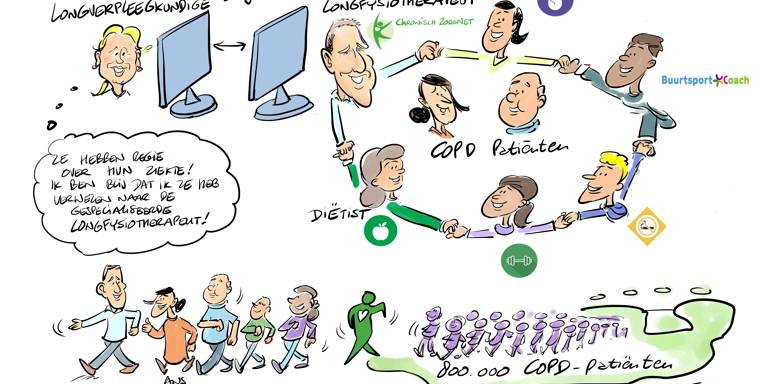 LONGVERPLEEGKUNDIGE
LONGFYSIOTHERAPEUT
CHRONISCH ZORGNET
Buurtsport Coach
COPD Patiënten
ZE HEBBEN REGIE
OVER HUN ZIEKTE!
IK BEN BLIJ DAT IK ZE HEB
VERWEZEN NAAR DE
GESPECIALISEERDE
LONGFYSIOTHERAPEUT!
DIËTIST
800.000 COPD-patiënten
ANS